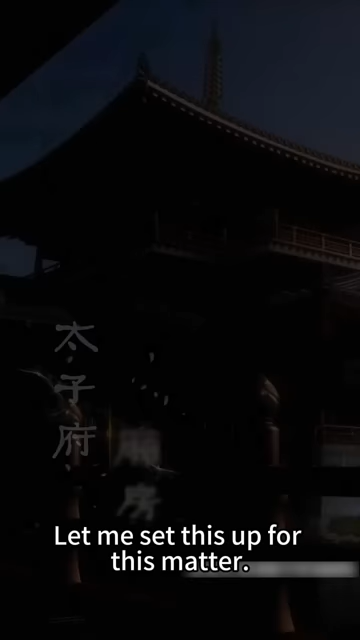 太子府
Let me set this up for
this matter.